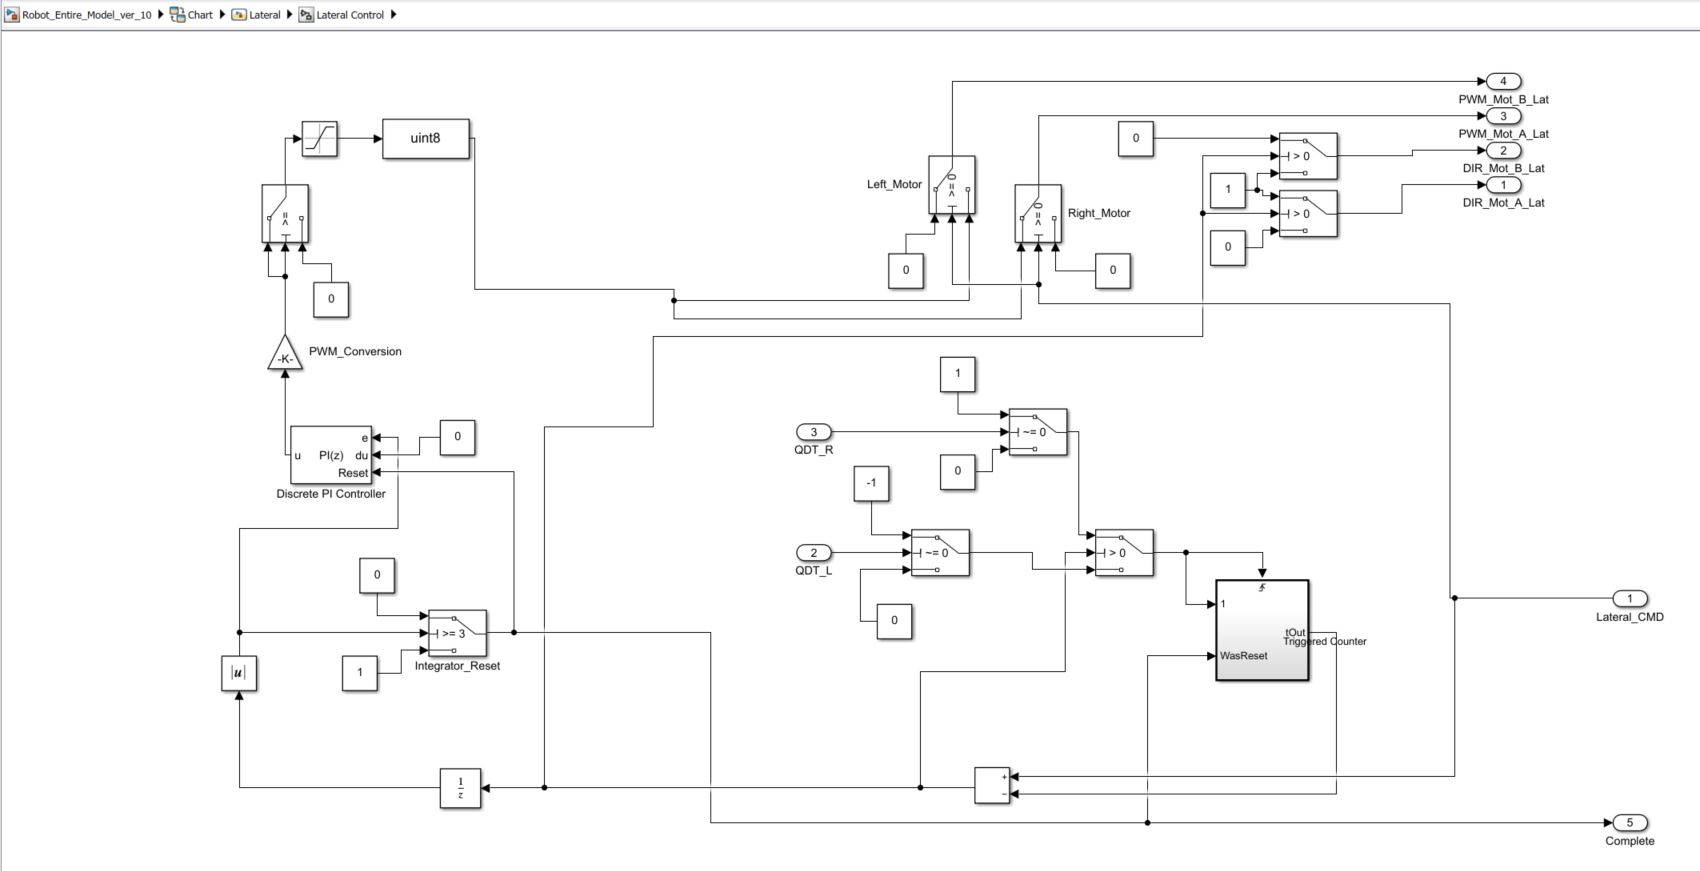 Robot_Entire_Model_ver_10 Chart Lateral Lateral Control
4
PWM_Mot_B_Lat
3
PWM_Mot_A_Lat
2
DIR_Mot_B_Lat
1
DIR_Mot_A_Lat
uint8
0
> 0
1
> 0
0
Left_Motor
>= 0
0
Right_Motor
>= 0
0
>=
0
-K-
PWM_Conversion
e
du
Reset
u
PI(z)
0
Discrete PI Controller
1
3
QDT_R
~= 0
0
-1
2
QDT_L
~= 0
0
> 0
1
tOut
Triggered Counter
WasReset
1
Lateral_CMD
0
>= 3
Integrator_Reset
1
|u|
1
z
+
−
5
Complete